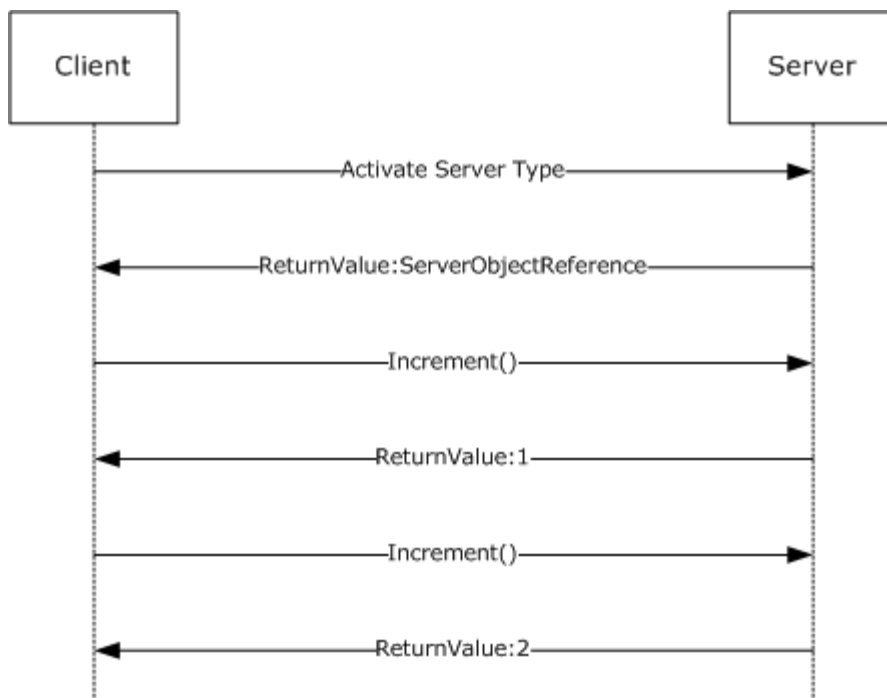 Client
Server
Activate Server Type
ReturnValue:ServerObjectReference
Increment()
ReturnValue:1
Increment()
ReturnValue:2